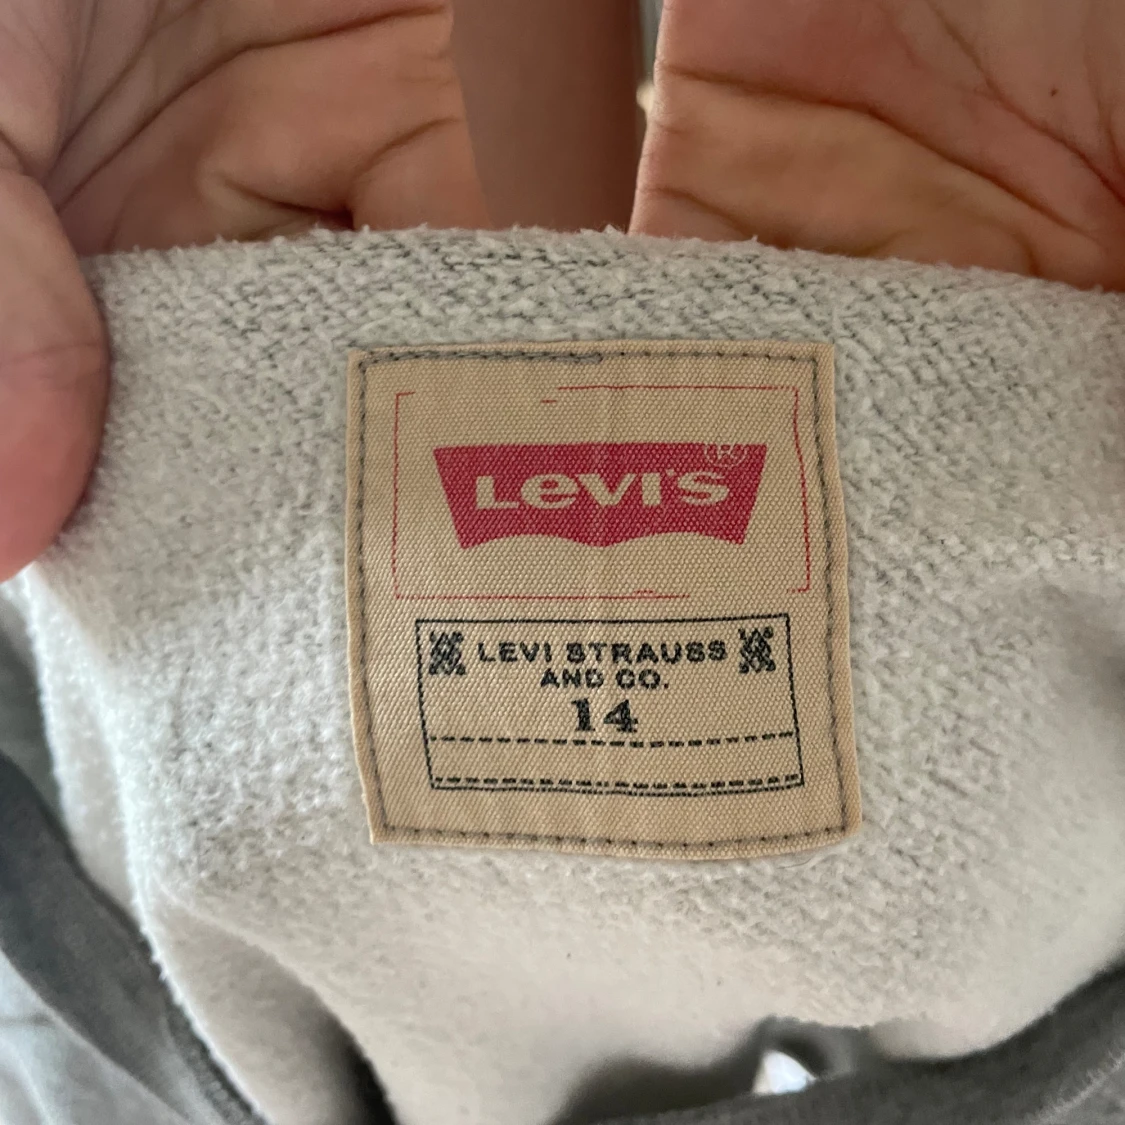 LEVI'S®
LEVI STRAUSS
AND CO.
14